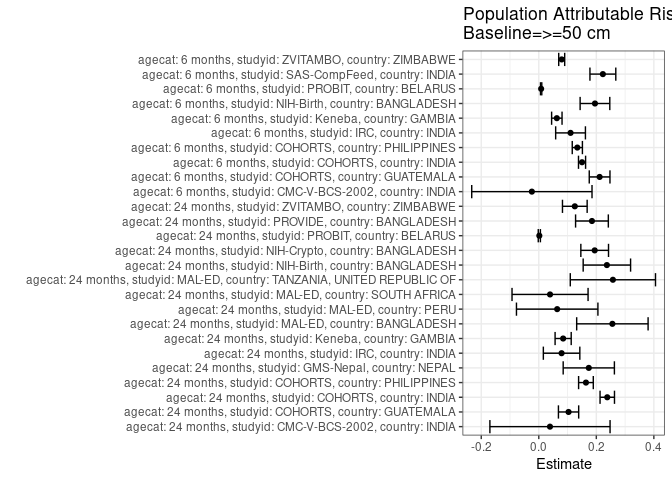 Population Attributable Ris
Baseline=>=50 cm
agecat: 6 months, studyid: ZVITAMBO, country: ZIMBABWE
agecat: 6 months, studyid: SAS-CompFeed, country: INDIA
agecat: 6 months, studyid: PROBIT, country: BELARUS
agecat: 6 months, studyid: NIH-Birth, country: BANGLADESH
agecat: 6 months, studyid: Keneba, country: GAMBIA
agecat: 6 months, studyid: IRC, country: INDIA
agecat: 6 months, studyid: COHORTS, country: PHILIPPINES
agecat: 6 months, studyid: COHORTS, country: INDIA
agecat: 6 months, studyid: COHORTS, country: GUATEMALA
agecat: 6 months, studyid: CMC-V-BCS-2002, country: INDIA
agecat: 24 months, studyid: ZVITAMBO, country: ZIMBABWE
agecat: 24 months, studyid: PROVIDE, country: BANGLADESH
agecat: 24 months, studyid: PROBIT, country: BELARUS
agecat: 24 months, studyid: NIH-Crypto, country: BANGLADESH
agecat: 24 months, studyid: NIH-Birth, country: BANGLADESH
agecat: 24 months, studyid: MAL-ED, country: TANZANIA, UNITED REPUBLIC OF
agecat: 24 months, studyid: MAL-ED, country: SOUTH AFRICA
agecat: 24 months, studyid: MAL-ED, country: PERU
agecat: 24 months, studyid: MAL-ED, country: BANGLADESH
agecat: 24 months, studyid: Keneba, country: GAMBIA
agecat: 24 months, studyid: IRC, country: INDIA
agecat: 24 months, studyid: GMS-Nepal, country: NEPAL
agecat: 24 months, studyid: COHORTS, country: PHILIPPINES
agecat: 24 months, studyid: COHORTS, country: INDIA
agecat: 24 months, studyid: COHORTS, country: GUATEMALA
agecat: 24 months, studyid: CMC-V-BCS-2002, country: INDIA
-0.2 0.0 0.2 0.4
Estimate